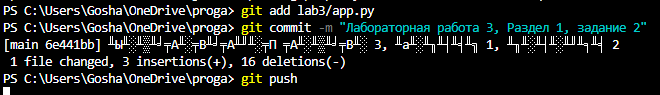 PS C:\Users\Gosha\OneDrive\proga> git add lab3/app.py
PS C:\Users\Gosha\OneDrive\proga> git commit -m "Лабораторная работа 3, Раздел 1, задание 2"
[main 6e441bb] 3, 1, 2
 1 file changed, 3 insertions(+), 16 deletions(-)
PS C:\Users\Gosha\OneDrive\proga> git push